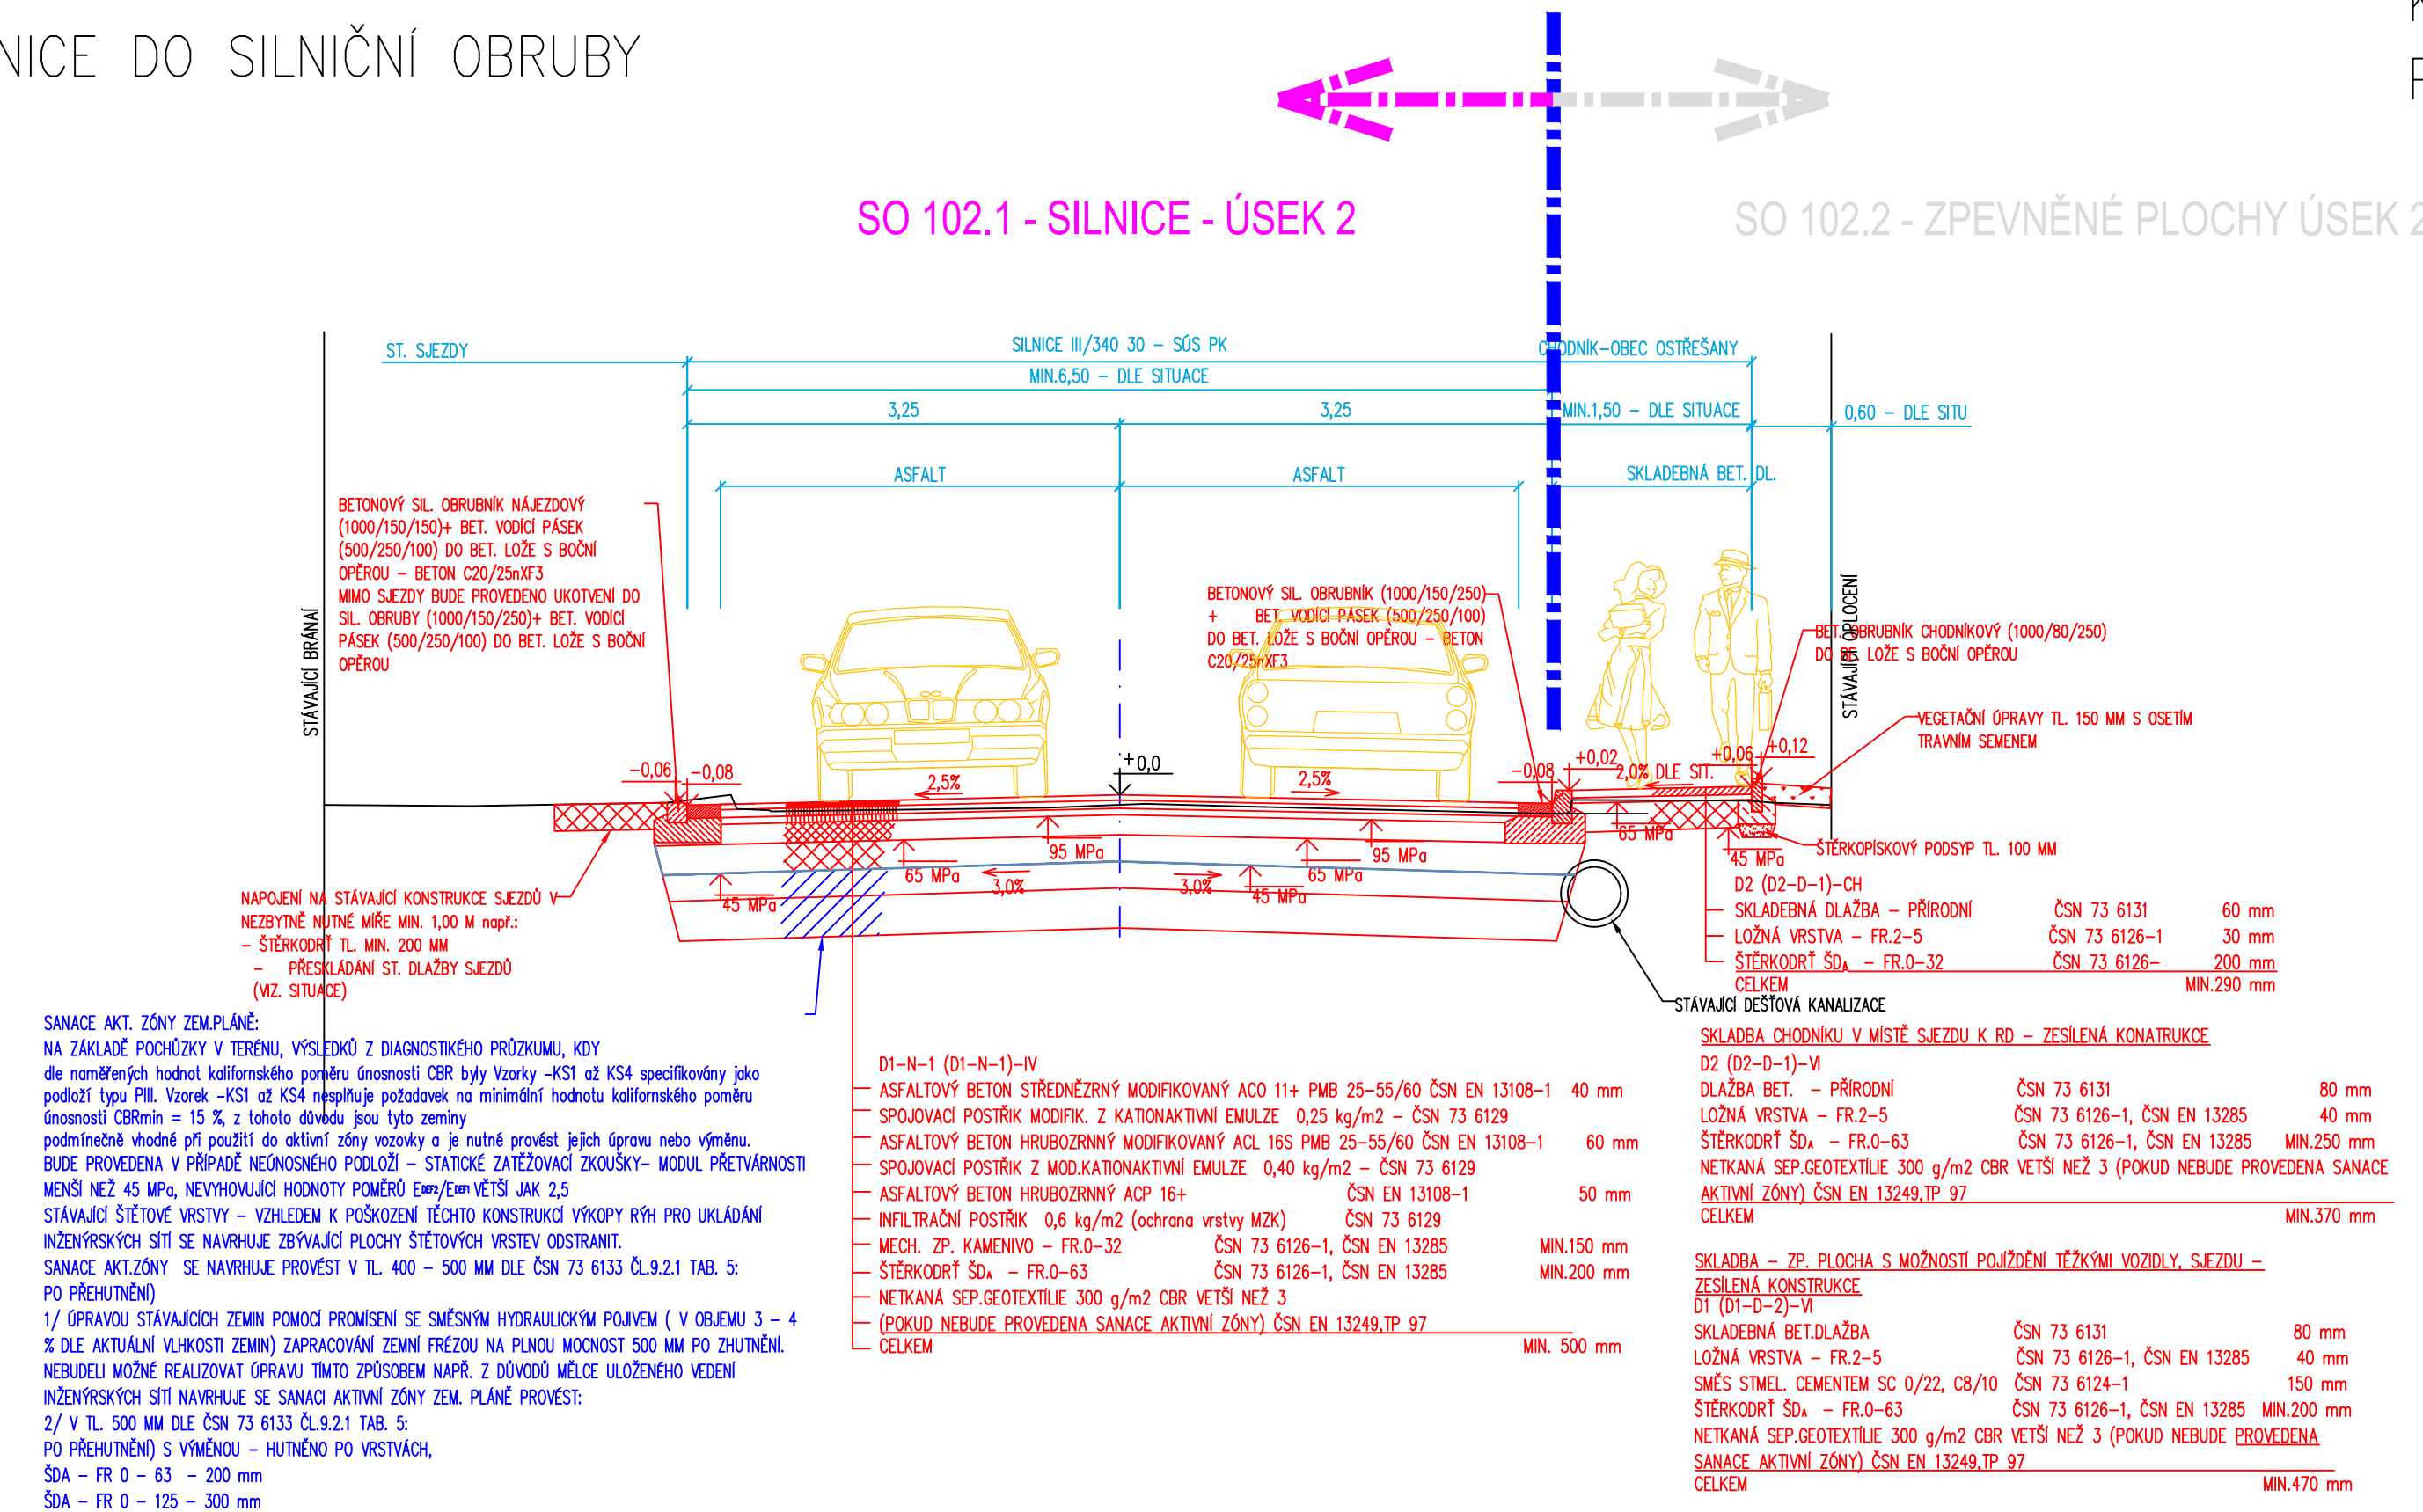 NICE DO SILNIČNÍ OBRUBY
SO 102.1 - SILNICE - ÚSEK 2
SO 102.2 - ZPEVNĚNÉ PLOCHY ÚSEK 2
ST. SJEZDY
SILNICE III/340 30 – SÚS PK
CHODNÍK-OBEC OSTŘEŠANY
MIN.6,50 – DLE SITUACE
3,25
3,25
MIN.1,50 – DLE SITUACE
0,60 – DLE SITU
ASFALT
ASFALT
SKLADEBNÁ BET. DL.
BETONOVÝ SIL. OBRUBNÍK NÁJEZDOVÝ
(1000/150/150)+ BET. VODÍCÍ PÁSEK
(500/250/100) DO BET. LOŽE S BOČNÍ
OPĚROU – BETON C20/25nXF3
MIMO SJEZDY BUDE PROVEDENO UKOTVENÍ DO
SIL. OBRUBY (1000/150/250)+ BET. VODÍCÍ
PÁSEK (500/250/100) DO BET. LOŽE S BOČNÍ
OPĚROU
STÁVAJÍCÍ BRÁNAÍ
BETONOVÝ SIL. OBRUBNÍK (1000/150/250)
+ BET. VODÍCÍ PÁSEK (500/250/100)
DO BET. LOŽE S BOČNÍ OPĚROU – BETON
C20/25nXF3
STÁVAJÍCÍ OPLOCENÍ
BET. OBRUBNÍK CHODNÍKOVÝ (1000/80/250)
DO BET. LOŽE S BOČNÍ OPĚROU
VEGETAČNÍ ÚPRAVY TL. 150 MM S OSETÍM
TRAVNÍM SEMENEM
-0,06
-0,08
2,5%
+0,0
2,5%
-0,08
+0,02
2,0% DLE SIT.
+0,06
+0,12
95 MPa
95 MPa
65 MPa
65 MPa
65 MPa
45 MPa
45 MPa
45 MPa
3,0%
3,0%
ŠTĚRKOPÍSKOVÝ PODSYP TL. 100 MM
NAPOJENÍ NA STÁVAJÍCÍ KONSTRUKCE SJEZDŮ V
NEZBYTNĚ NUTNÉ MÍŘE MIN. 1,00 M např.:
– ŠTĚRKODRŤ TL. MIN. 200 MM
– PŘESKLÁDÁNÍ ST. DLAŽBY SJEZDŮ
(VIZ. SITUACE)
D2 (D2-D-1)-CH
SKLADEBNÁ DLAŽBA – PŘÍRODNÍ ČSN 73 6131 60 mm
LOŽNÁ VRSTVA – FR.2-5 ČSN 73 6126-1 30 mm
ŠTĚRKODRŤ ŠDA – FR.0-32 ČSN 73 6126- 200 mm
CELKEM MIN.290 mm
STÁVAJÍCÍ DEŠŤOVÁ KANALIZACE
SANACE AKT. ZÓNY ZEM.PLÁNĚ:
NA ZÁKLADĚ POCHŮZKY V TERÉNU, VÝSLEDKŮ Z DIAGNOSTIKÉHO PRŮZKUMU, KDY
dle naměřených hodnot kalifornského poměru únosnosti CBR byly Vzorky -KS1 až KS4 specifikovány jako
podloží typu PIII. Vzorek -KS1 až KS4 nesplňuje požadavek na minimální hodnotu kalifornského poměru
únosnosti CBRmin = 15 %, z tohoto důvodu jsou tyto zeminy
podmínečně vhodné při použití do aktivní zóny vozovky a je nutné provést jejich úpravu nebo výměnu.
BUDE PROVEDENA V PŘÍPADĚ NEÚNOSNÉHO PODLOŽÍ – STATICKÉ ZATĚŽOVACÍ ZKOUŠKY– MODUL PŘETVÁRNOSTI
MENŠÍ NEŽ 45 MPa, NEVYHOVUJÍCÍ HODNOTY POMĚRŮ EDEF2/EDEF1 VĚTŠÍ JAK 2,5
STÁVAJÍCÍ ŠTĚTOVÉ VRSTVY – VZHLEDEM K POŠKOZENÍ TĚCHTO KONSTRUKCÍ VÝKOPY RÝH PRO UKLÁDÁNÍ
INŽENÝRSKÝCH SÍTÍ SE NAVRHUJE ZBÝVAJÍCÍ PLOCHY ŠTĚTOVÝCH VRSTEV ODSTRANIT.
SANACE AKT.ZÓNY SE NAVRHUJE PROVÉST V TL. 400 – 500 MM DLE ČSN 73 6133 ČL.9.2.1 TAB. 5:
PO PŘEHUTNĚNÍ)
1/ ÚPRAVOU STÁVAJÍCÍCH ZEMIN POMOCÍ PROMÍSENÍ SE SMĚSNÝM HYDRAULICKÝM POJIVEM ( V OBJEMU 3 – 4
% DLE AKTUÁLNÍ VLHKOSTI ZEMIN) ZAPRACOVÁNÍ ZEMNÍ FRÉZOU NA PLNOU MOCNOST 500 MM PO ZHUTNĚNÍ.
NEBUDELI MOŽNÉ REALIZOVAT ÚPRAVU TÍMTO ZPŮSOBEM NAPŘ. Z DŮVODŮ MĚLCE ULOŽENÉHO VEDENÍ
INŽENÝRSKÝCH SÍTÍ NAVRHUJE SE SANACI AKTIVNÍ ZÓNY ZEM. PLÁNĚ PROVÉST:
2/ V TL. 500 MM DLE ČSN 73 6133 ČL.9.2.1 TAB. 5:
PO PŘEHUTNĚNÍ) S VÝMĚNOU – HUTNĚNO PO VRSTVÁCH,
ŠDA – FR 0 – 63 – 200 mm
ŠDA – FR 0 – 125 – 300 mm
D1-N-1 (D1-N-1)-IV
ASFALTOVÝ BETON STŘEDNĚZRNÝ MODIFIKOVANÝ ACO 11+ PMB 25-55/60 ČSN EN 13108-1 40 mm
SPOJOVACÍ POSTŘIK MODIFIK. Z KATIONAKTIVNÍ EMULZE 0,25 kg/m2 – ČSN 73 6129
ASFALTOVÝ BETON HRUBOZRNNÝ MODIFIKOVANÝ ACL 16S PMB 25-55/60 ČSN EN 13108-1 60 mm
SPOJOVACÍ POSTŘIK Z MOD.KATIONAKTIVNÍ EMULZE 0,40 kg/m2 – ČSN 73 6129
ASFALTOVÝ BETON HRUBOZRNNÝ ACP 16+ ČSN EN 13108-1 50 mm
INFILTRAČNÍ POSTŘIK 0,6 kg/m2 (ochrana vrstvy MZK) ČSN 73 6129
MECH. ZP. KAMENIVO – FR.0-32 ČSN 73 6126-1, ČSN EN 13285 MIN.150 mm
ŠTĚRKODRŤ ŠDA – FR.0-63 ČSN 73 6126-1, ČSN EN 13285 MIN.200 mm
NETKANÁ SEP.GEOTEXTÍLIE 300 g/m2 CBR VETŠÍ NEŽ 3
(POKUD NEBUDE PROVEDENA SANACE AKTIVNÍ ZÓNY) ČSN EN 13249,TP 97
CELKEM MIN. 500 mm
SKLADBA CHODNÍKU V MÍSTĚ SJEZDU K RD – ZESÍLENÁ KONATRUKCE
D2 (D2-D-1)-VI
DLAŽBA BET. – PŘÍRODNÍ ČSN 73 6131 80 mm
LOŽNÁ VRSTVA – FR.2-5 ČSN 73 6126-1, ČSN EN 13285 40 mm
ŠTĚRKODRŤ ŠDA – FR.0-63 ČSN 73 6126-1, ČSN EN 13285 MIN.250 mm
NETKANÁ SEP.GEOTEXTÍLIE 300 g/m2 CBR VETŠÍ NEŽ 3 (POKUD NEBUDE PROVEDENA SANACE
AKTIVNÍ ZÓNY) ČSN EN 13249,TP 97
CELKEM MIN.370 mm
SKLADBA – ZP. PLOCHA S MOŽNOSTÍ POJÍŽDĚNÍ TĚŽKÝMI VOZIDLY, SJEZDU –
ZESÍLENÁ KONSTRUKCE
D1 (D1-D-2)-VI
SKLADEBNÁ BET.DLAŽBA ČSN 73 6131 80 mm
LOŽNÁ VRSTVA – FR.2-5 ČSN 73 6126-1, ČSN EN 13285 40 mm
SMĚS STMEL. CEMENTEM SC 0/22, C8/10 ČSN 73 6124-1 150 mm
ŠTĚRKODRŤ ŠDA – FR.0-63 ČSN 73 6126-1, ČSN EN 13285 MIN.200 mm
NETKANÁ SEP.GEOTEXTÍLIE 300 g/m2 CBR VETŠÍ NEŽ 3 (POKUD NEBUDE PROVEDENA
SANACE AKTIVNÍ ZÓNY) ČSN EN 13249,TP 97
CELKEM MIN.470 mm